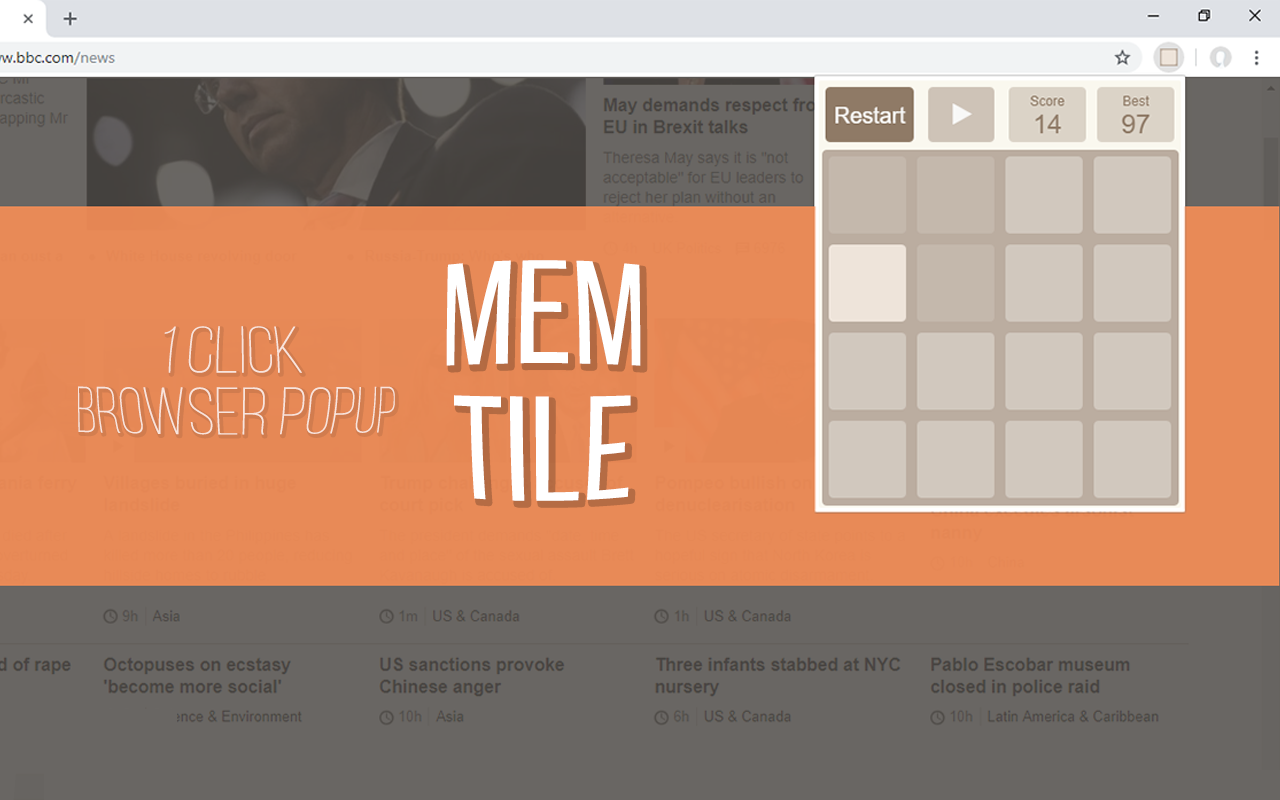 w.bbc.com/news
rcastic
apping Mr
May demands respect fro
EU in Brexit talks
Theresa May says it is "not
acceptable" for EU leaders to
reject her plan without an
Restart
Score
14
Best
97
1 CLICK
BROWSER POPUP
MEM
TILE
9h Asia
1m US & Canada
1h US & Canada
d of rape
Octopuses on ecstasy
'become more social'
ence & Environment
US sanctions provoke
Chinese anger
10h Asia
Three infants stabbed at NYC
nursery
6h US & Canada
Pablo Escobar museum
closed in police raid
10h Latin America & Caribbean